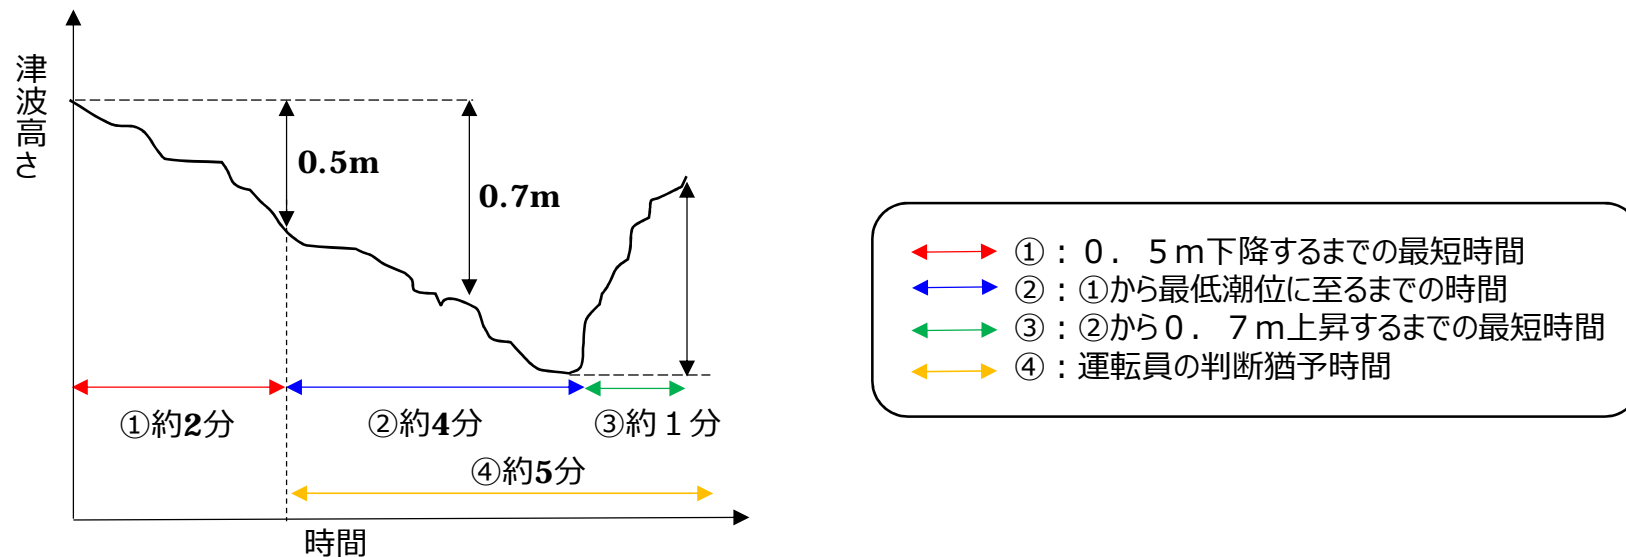 津波高さ
0.5m
0.7m
①約2分
②約4分
③約１分
④約5分
時間
①：０．５ｍ下降するまでの最短時間
②：①から最低潮位に至るまでの時間
③：②から０．７ｍ上昇するまでの最短時間
④：運転員の判断猶予時間